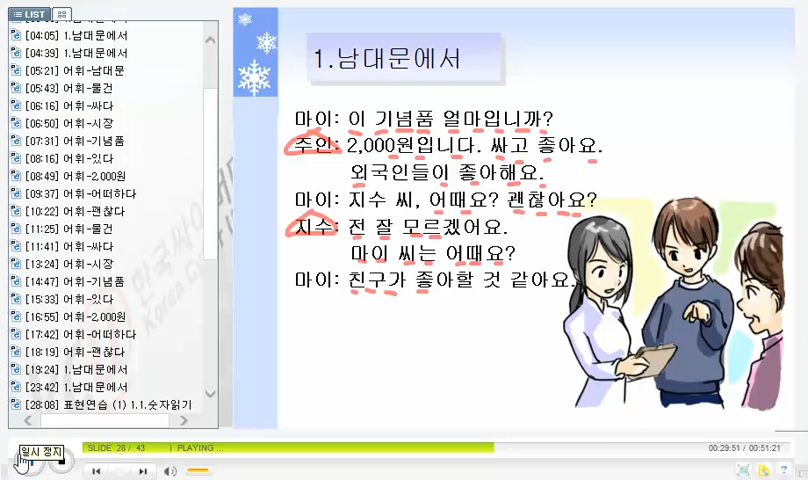 LIST
[04:05] 1.남대문에서
[04:39] 1.남대문에서
[05:21] 어휘-남대문
[05:43] 어휘-물건
[06:16] 어휘-싸다
[06:50] 어휘-시장
[07:31] 어휘-기념품
[08:16] 어휘-있다
[08:49] 어휘-2,000원
[09:37] 어휘-어떠하다
[10:22] 어휘-괜찮다
[11:25] 어휘-물건
[11:41] 어휘-싸다
[13:24] 어휘-시장
[14:47] 어휘-기념품
[15:33] 어휘-있다
[16:55] 어휘-2,000원
[17:42] 어휘-어떠하다
[18:19] 어휘-괜찮다
[19:24] 1.남대문에서
[23:42] 1.남대문에서
[28:08] 표현연습 (1) 1.1.숫자읽기
1.남대문에서
마이: 이 기념품 얼마입니까?
주인: 2,000원입니다. 싸고 좋아요.
외국인들이 좋아해요.
마이: 지수 씨, 어때요? 괜찮아요?
지수: 전 잘 모르겠어요.
마이 씨는 어때요?
마이: 친구가 좋아할 것 같아요.
일시 정지
SLIDE 28 / 43 PLAYING ...
00:29:51 / 00:51:21